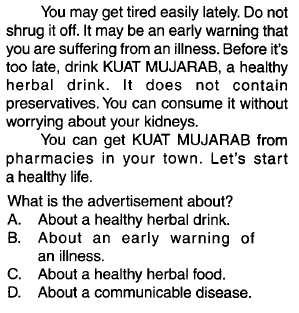 You may get tired easily lately. Do not
shrug it off. It may be an early warning that
you are suffering from an illness. Before it's
too late, drink KUAT MUJARAB, a healthy
herbal drink. It does not contain
preservatives. You can consume it without
worrying about your kidneys.
You can get KUAT MUJARAB from
pharmacies in your town. Let's start
a healthy life.
What is the advertisement about?
A. About a healthy herbal drink.
B. About an early warning of
an illness.
C. About a healthy herbal food.
D. About a communicable disease.